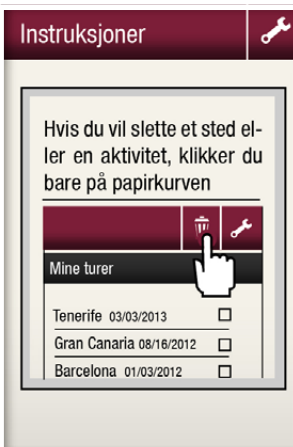 Instruksjoner
Hvis du vil slette et sted el-
ler en aktivitet, klikker du
bare på papirkurven
Mine turer
Tenerife 03/03/2013
Gran Canaria 08/16/2012
Barcelona 01/03/2012